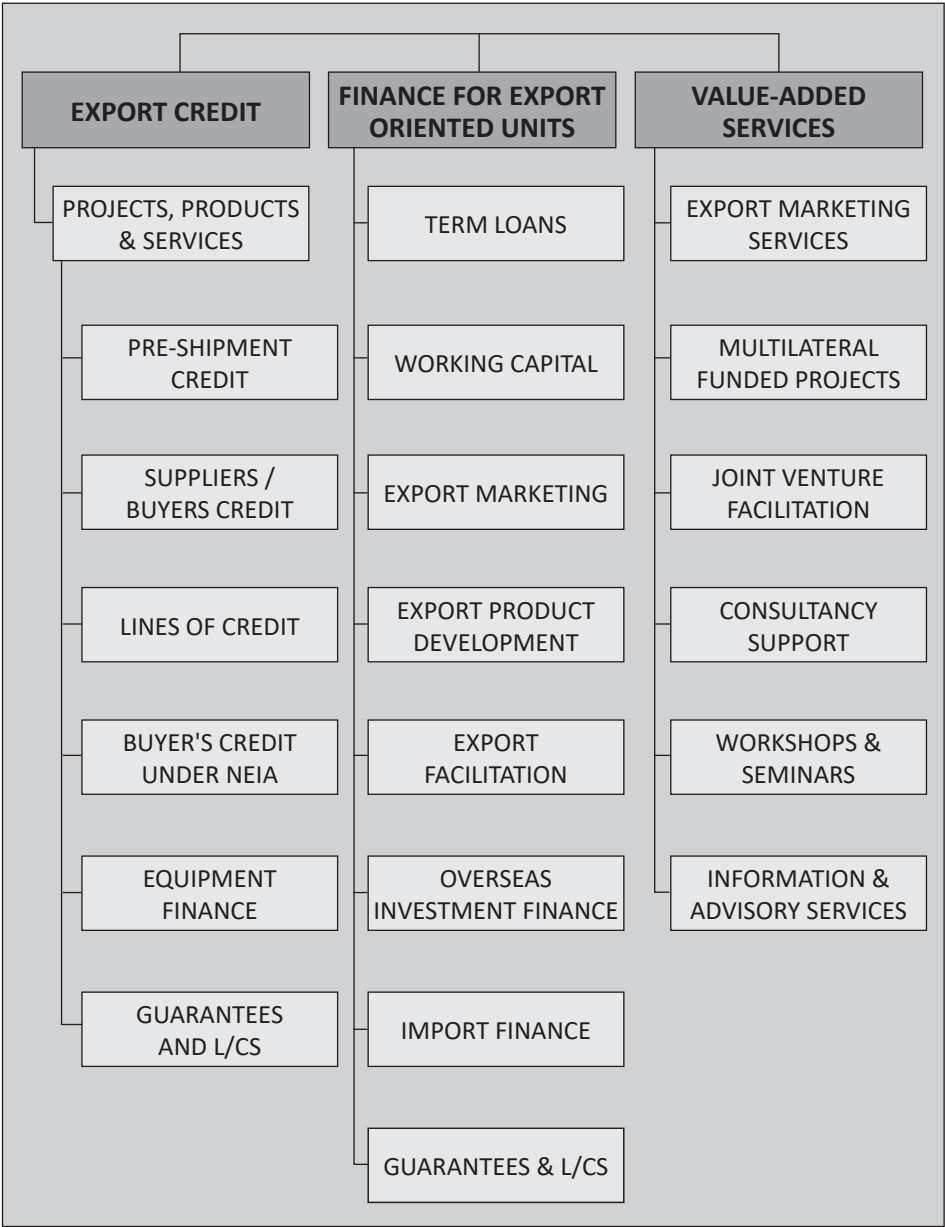 EXPORT CREDIT
PROJECTS, PRODUCTS
& SERVICES
PRE-SHIPMENT
CREDIT
SUPPLIERS /
BUYERS CREDIT
LINES OF CREDIT
BUYER'S CREDIT
UNDER NEIA
EQUIPMENT
FINANCE
GUARANTEES
AND L/CS
FINANCE FOR EXPORT
ORIENTED UNITS
TERM LOANS
WORKING CAPITAL
EXPORT MARKETING
EXPORT PRODUCT
DEVELOPMENT
EXPORT
FACILITATION
OVERSEAS
INVESTMENT FINANCE
IMPORT FINANCE
GUARANTEES & L/CS
VALUE-ADDED
SERVICES
EXPORT MARKETING
SERVICES
MULTILATERAL
FUNDED PROJECTS
JOINT VENTURE
FACILITATION
CONSULTANCY
SUPPORT
WORKSHOPS &
SEMINARS
INFORMATION &
ADVISORY SERVICES